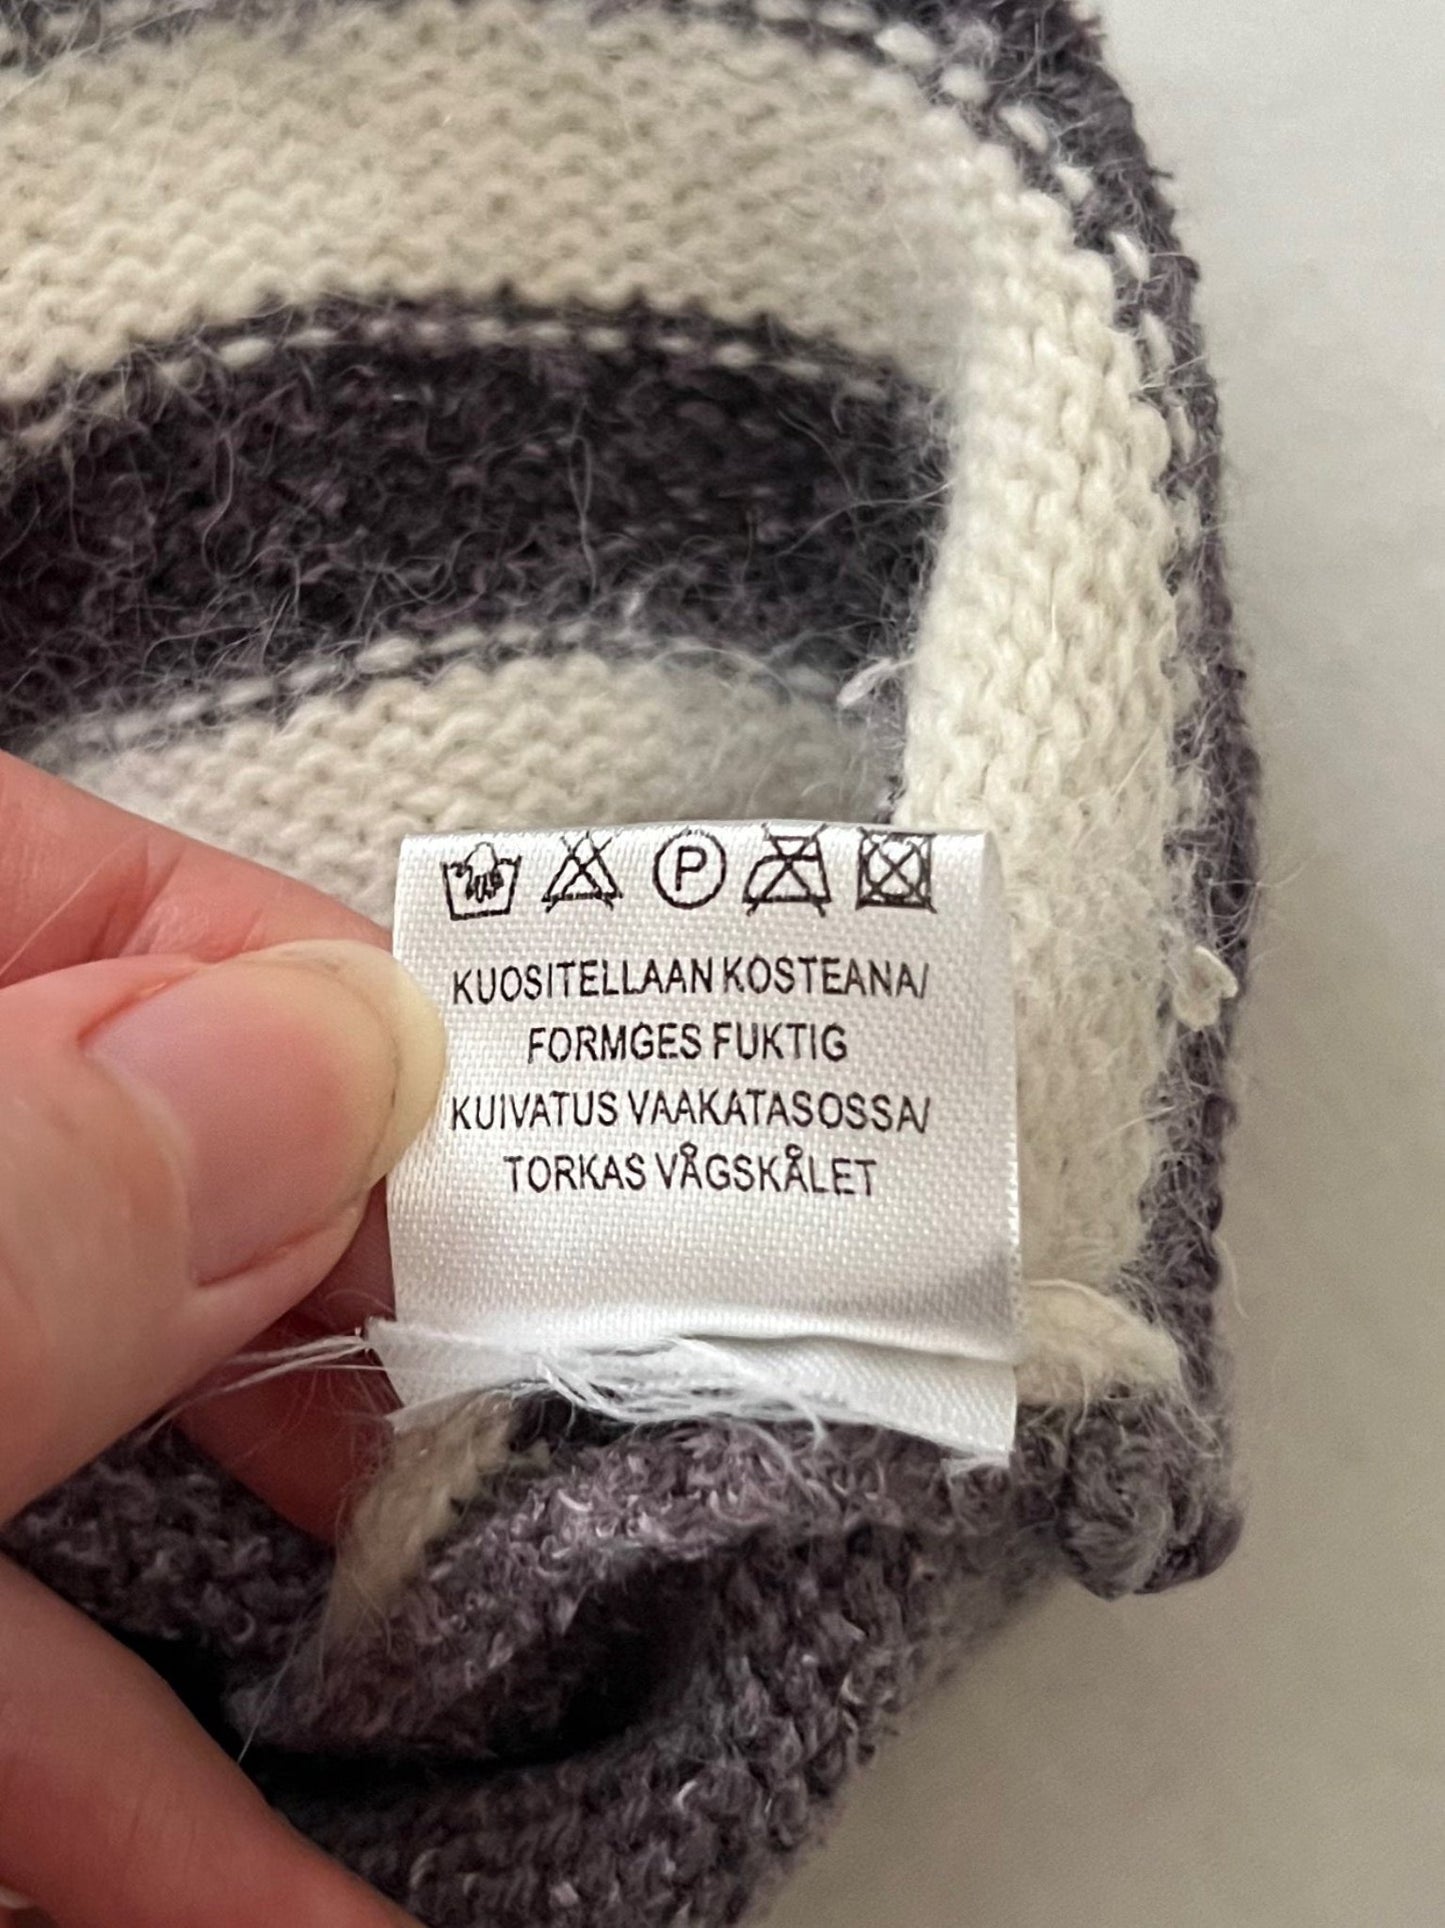 P
KUOSITELLAAN KOSTEANA/
FORMGES FUKTIG
KUIVATUS VAAKATASOSSA/
TORKAS VÅGSKÅLET